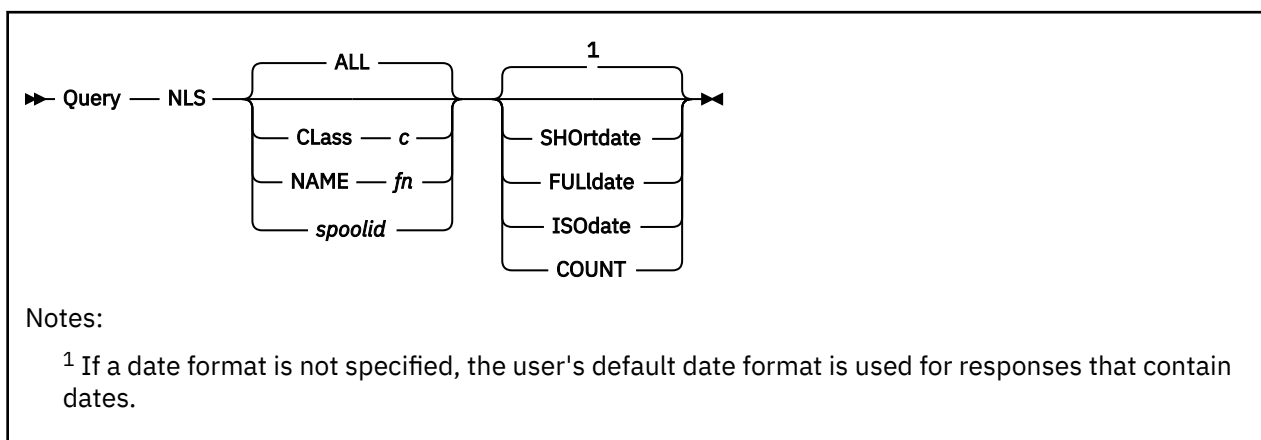 ALL
1
Query NLS
CLass c
SHOrtdate
NAME fn
FULldate
spoolid
ISOdate
COUNT
Notes:
1 If a date format is not specified, the user's default date format is used for responses that contain
dates.